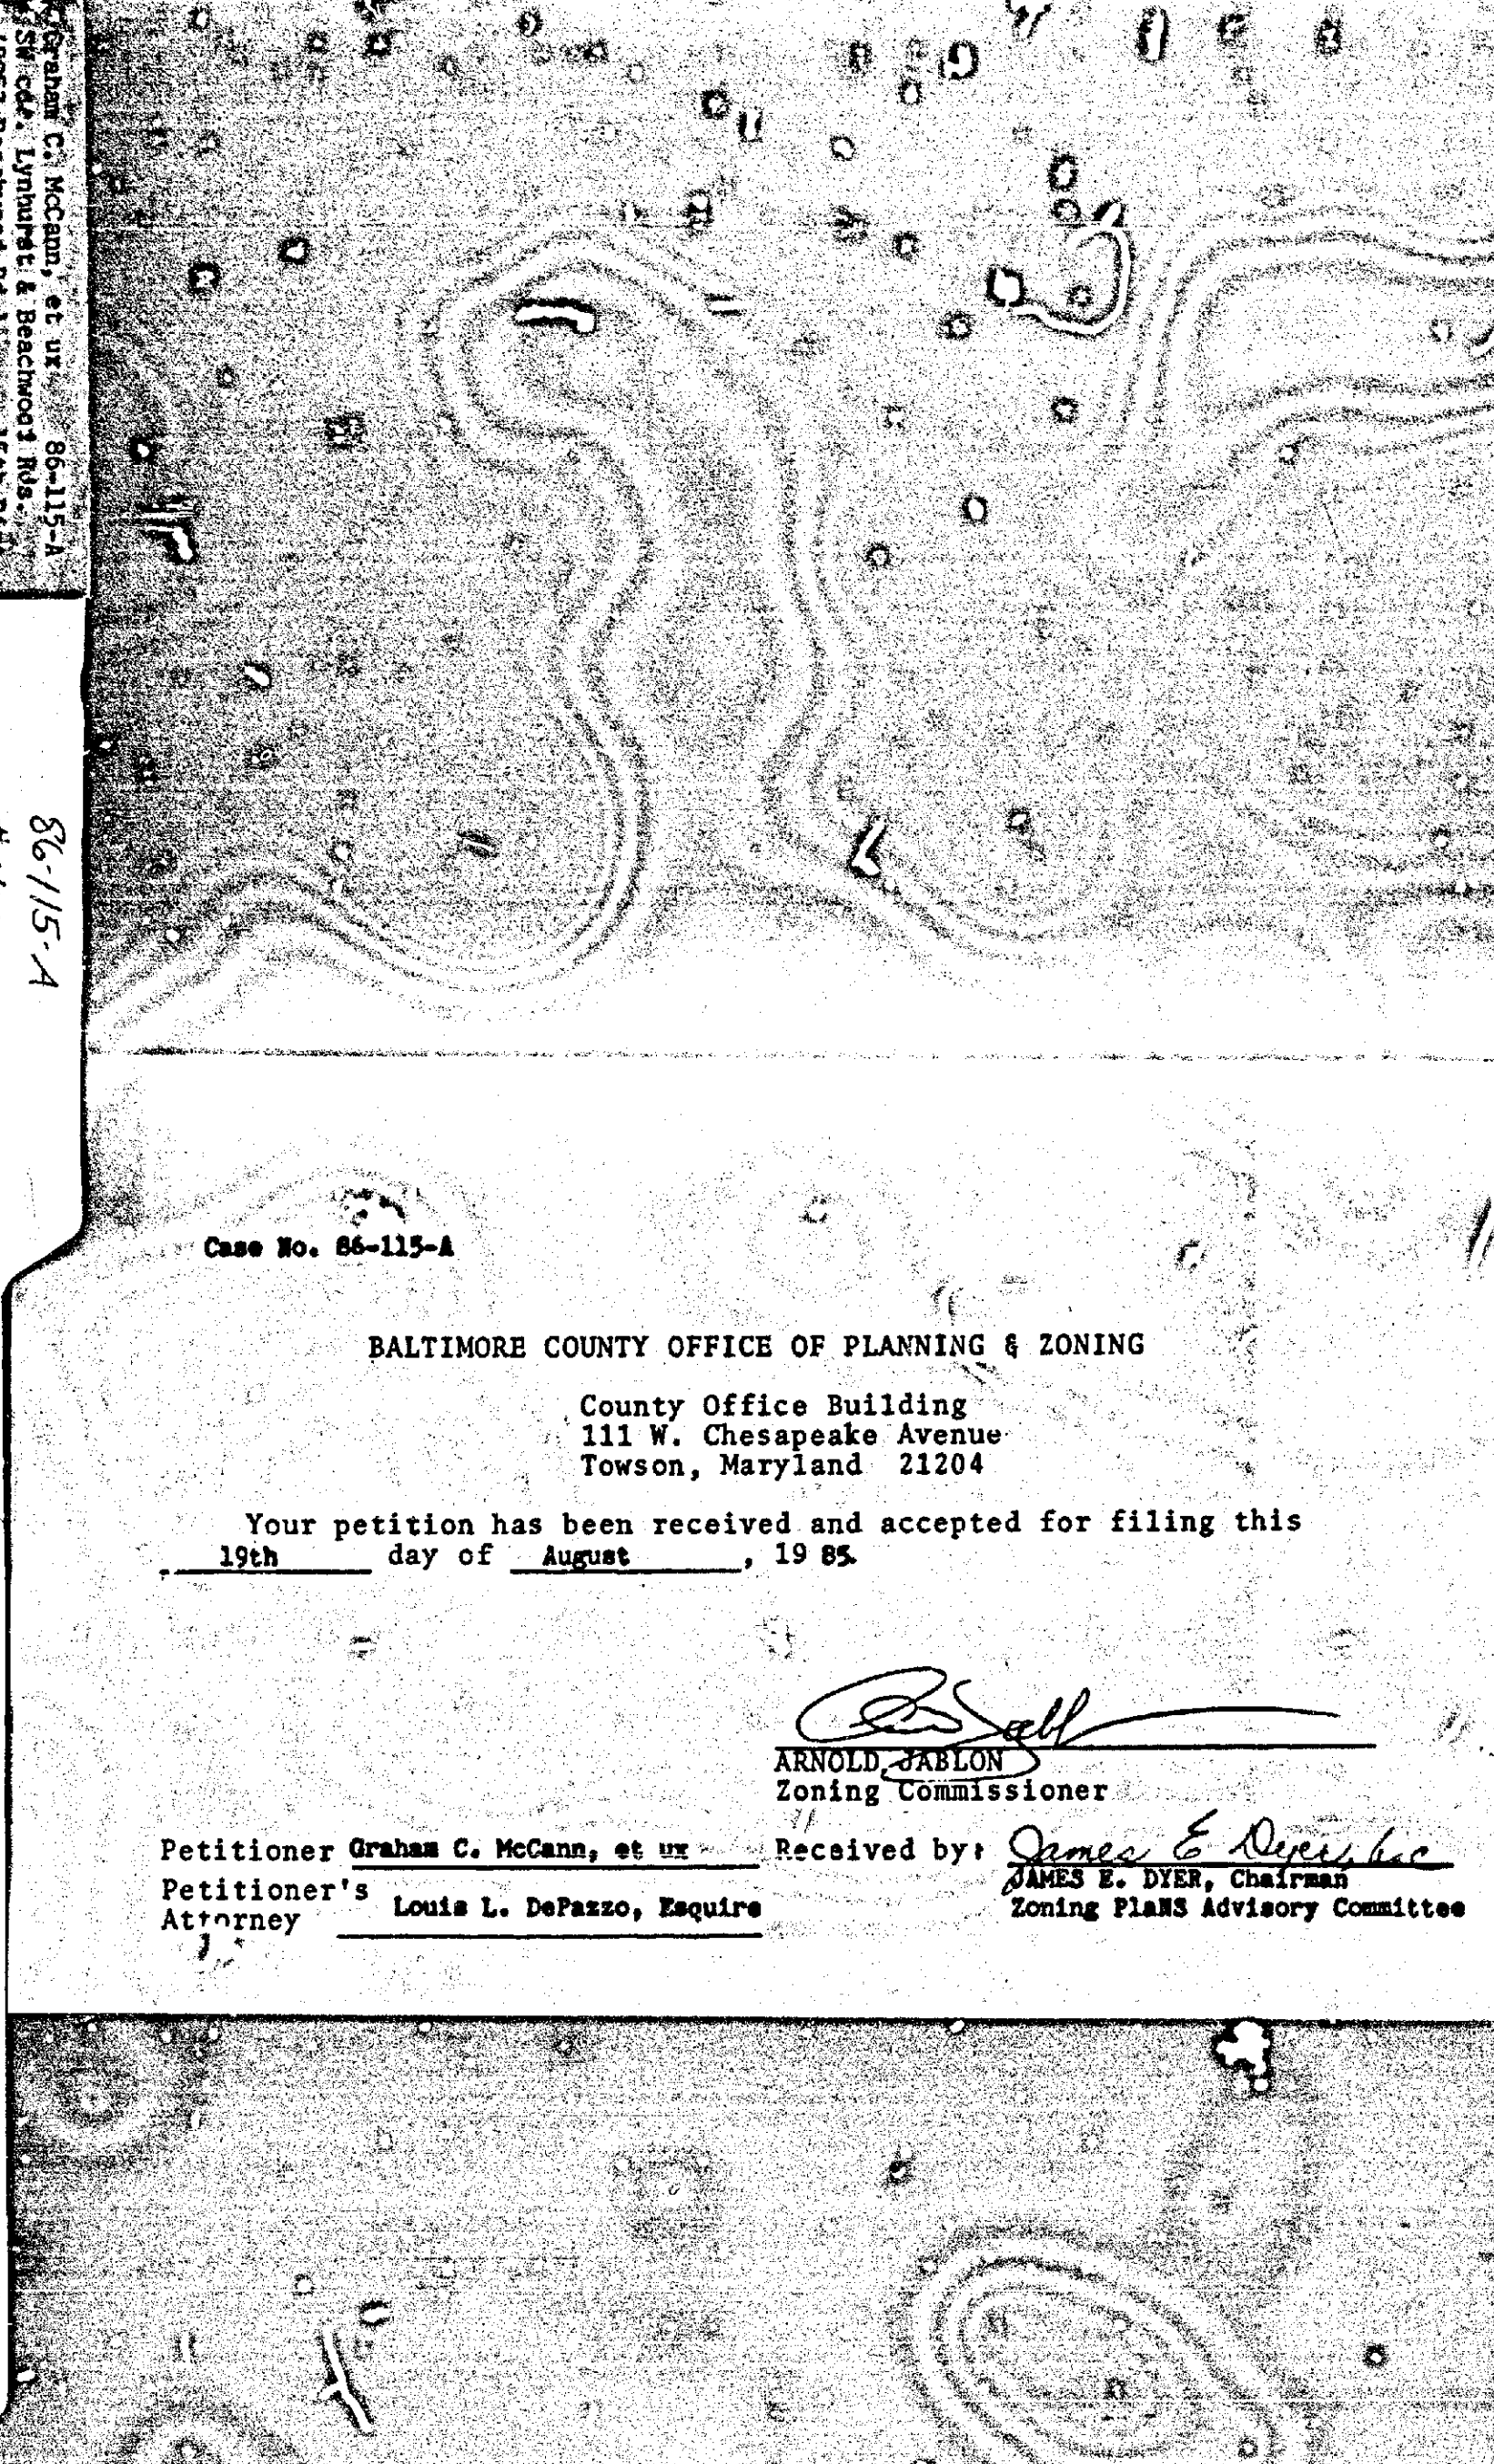 Graham C. McCann, et ux 86-115-A
SW cor. Lynhurst & Beachwood Rds.
86-115-A
Case No. 86-115-A
BALTIMORE COUNTY OFFICE OF PLANNING & ZONING
County Office Building
111 W. Chesapeake Avenue
Towson, Maryland 21204
Your petition has been received and accepted for filing this
19th day of August, 19 85.
ARNOLD JABLON
Zoning Commissioner
Petitioner Graham C. McCann, et ux Received by: James E Dyer
JAMES E. DYER, Chairman
Petitioner's
Attorney Louis L. DePazzo, Esquire
Zoning PlaNS Advisory Committee